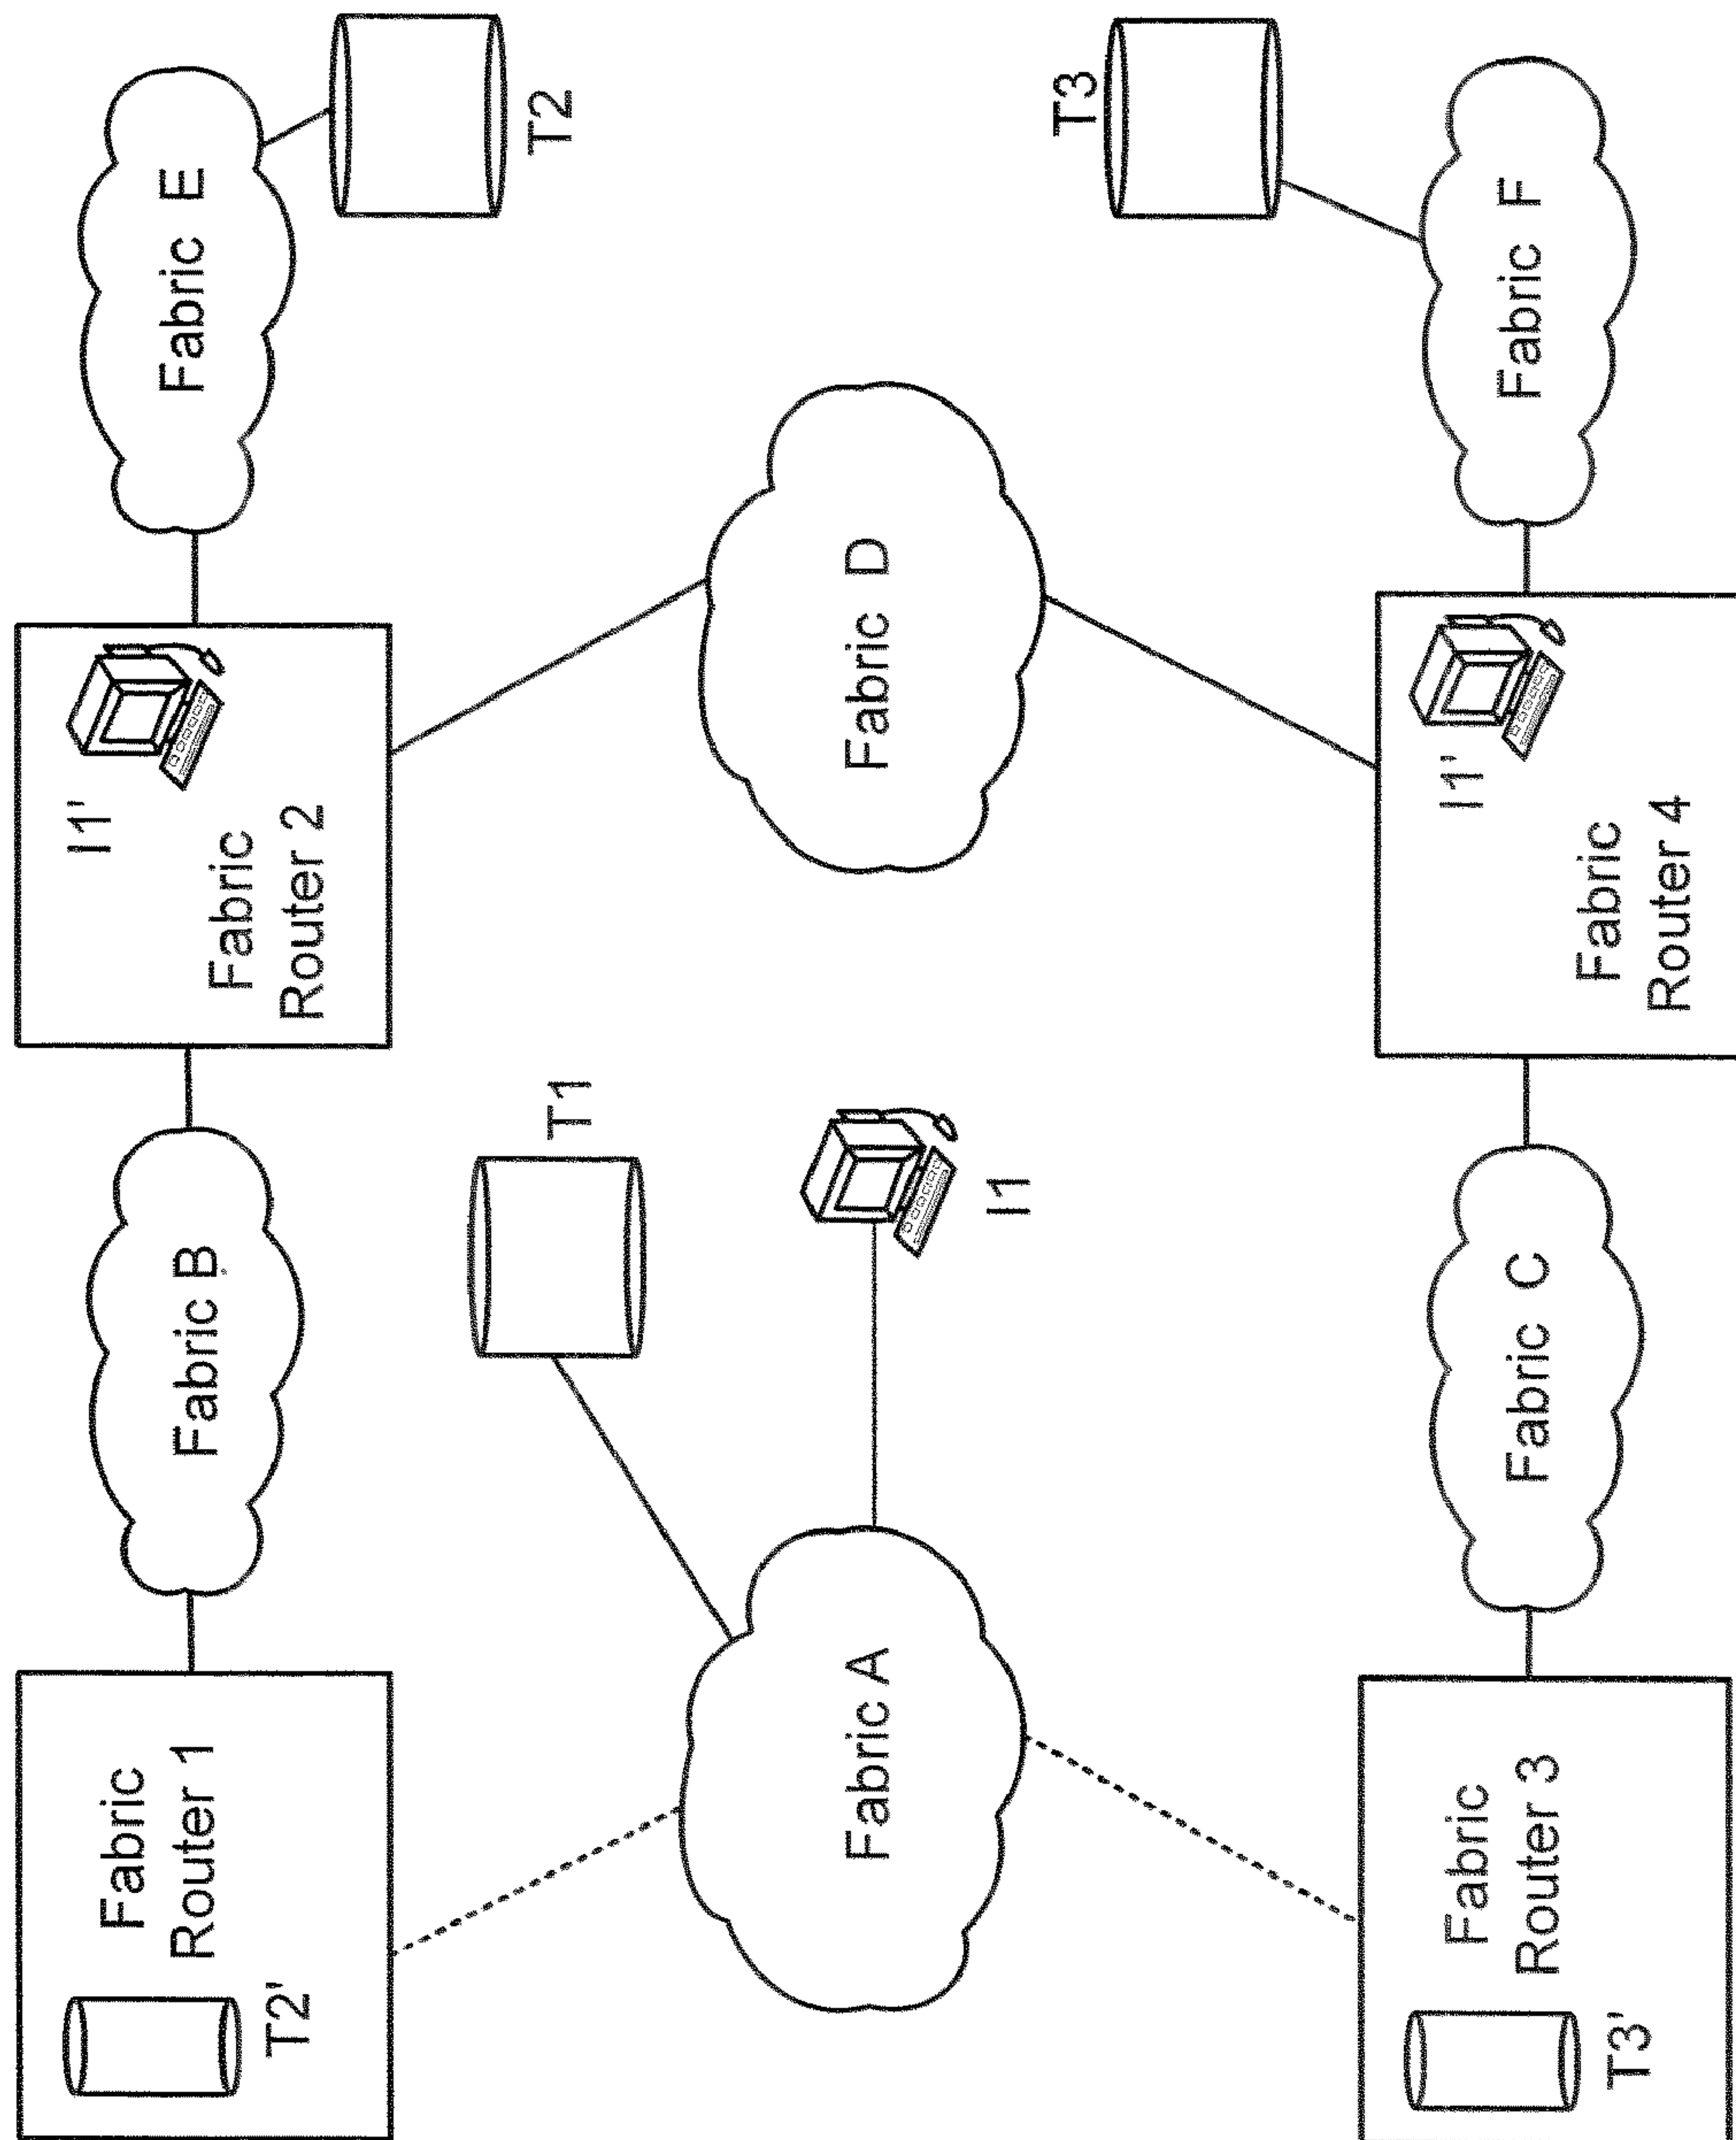 T2'
Fabric
Router 1
Fabric B
I1'
Fabric
Router 2
Fabric E
T2
T1
Fabric A
I1
Fabric D
T3
T3'
Fabric
Router 3
Fabric C
I1'
Fabric
Router 4
Fabric F